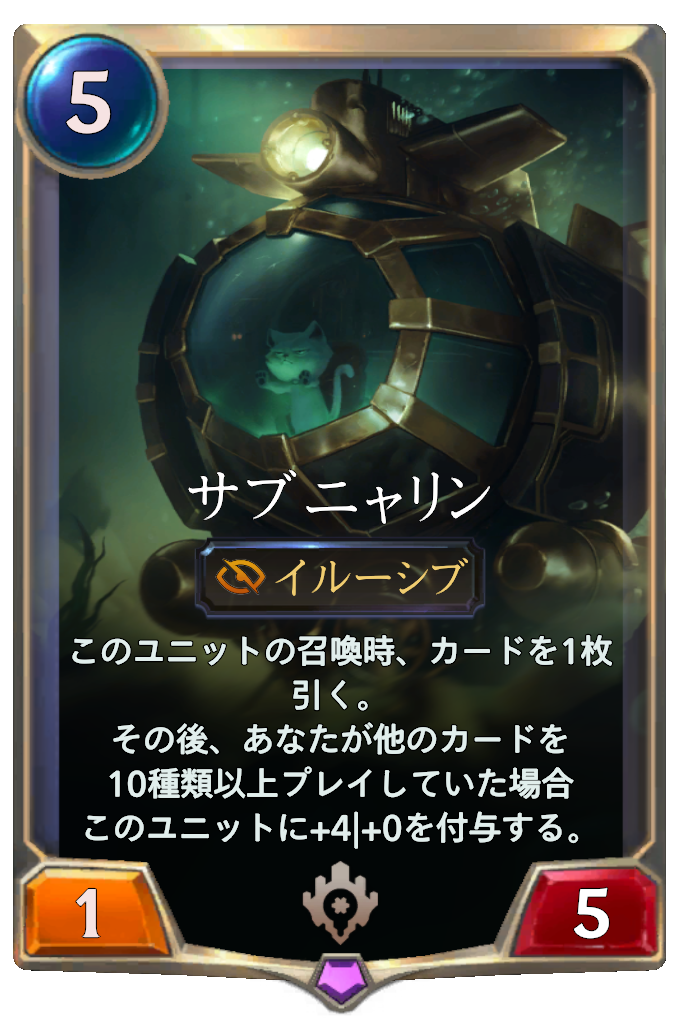 5
サブニャリン
イルーシブ
このユニットの召喚時、カードを1枚
引く。
その後、あなたが他のカードを
10種類以上プレイしていた場合
このユニットに+4|+0を付与する。
1
5